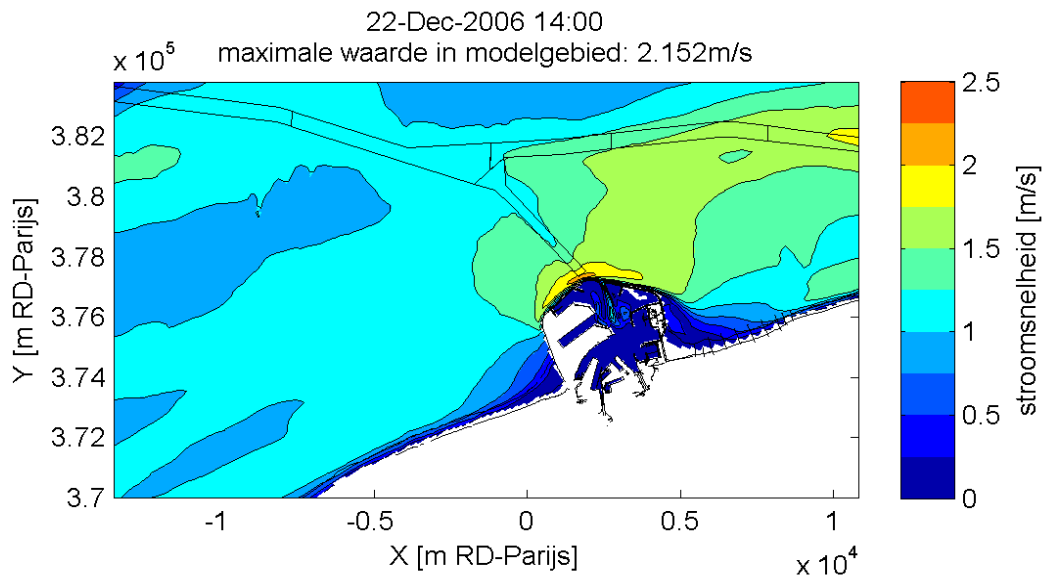 22-Dec-2006 14:00
maximale waarde in modelgebied: 2.152m/s
x 10^5
3.82
3.8
3.78
3.76
3.74
3.72
3.7
Y [m RD-Parijs]
-1
-0.5
0
0.5
1
X [m RD-Parijs]
x 10^4
2.5
2
1.5
1
0.5
0
stroomsnelheid [m/s]